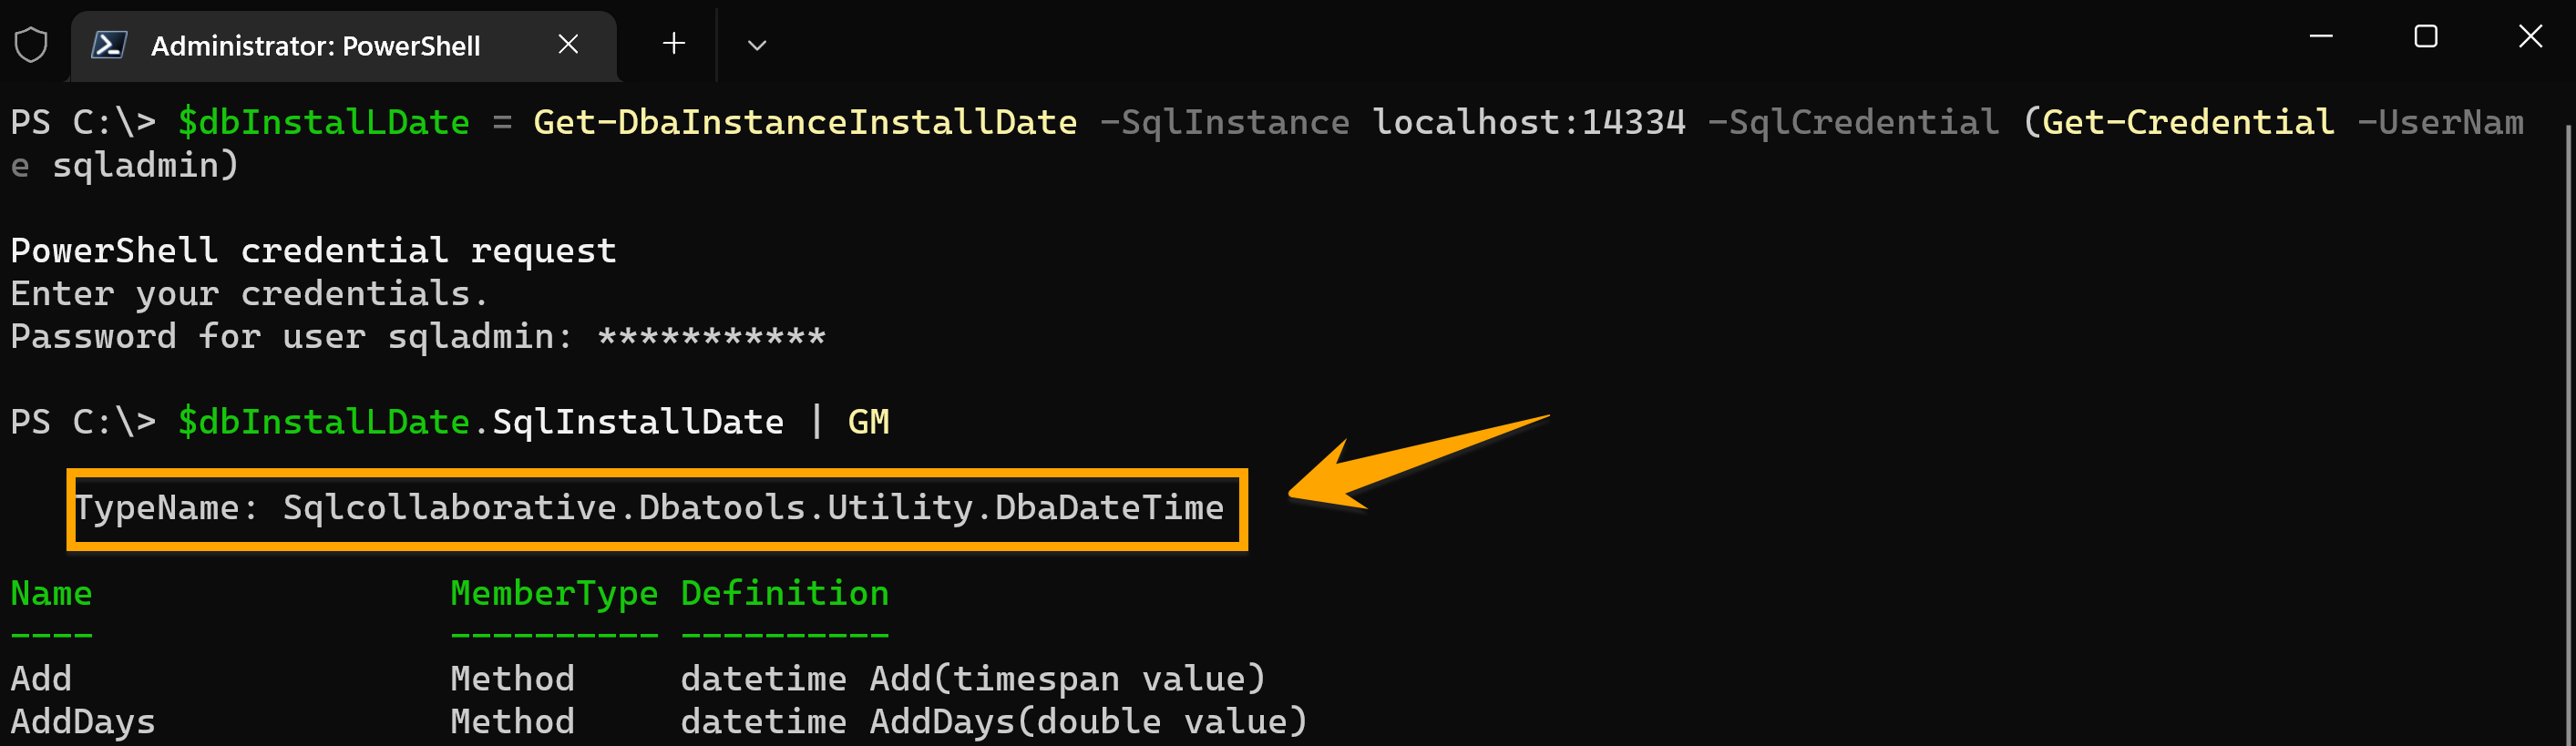 Administrator: PowerShell
PS C:\> $dbInstalLDate = Get-DbaInstanceInstallDate -SqlInstance localhost:14334 -SqlCredential (Get-Credential -UserNam
e sqladmin)
PowerShell credential request
Enter your credentials.
Password for user sqladmin: ***********
PS C:\> $dbInstalLDate.SqlInstallDate | GM
TypeName: Sqlcollaborative.Dbatools.Utility.DbaDateTime
Name MemberType Definition
---- ---------- ----------
Add Method datetime Add(timespan value)
AddDays Method datetime AddDays(double value)